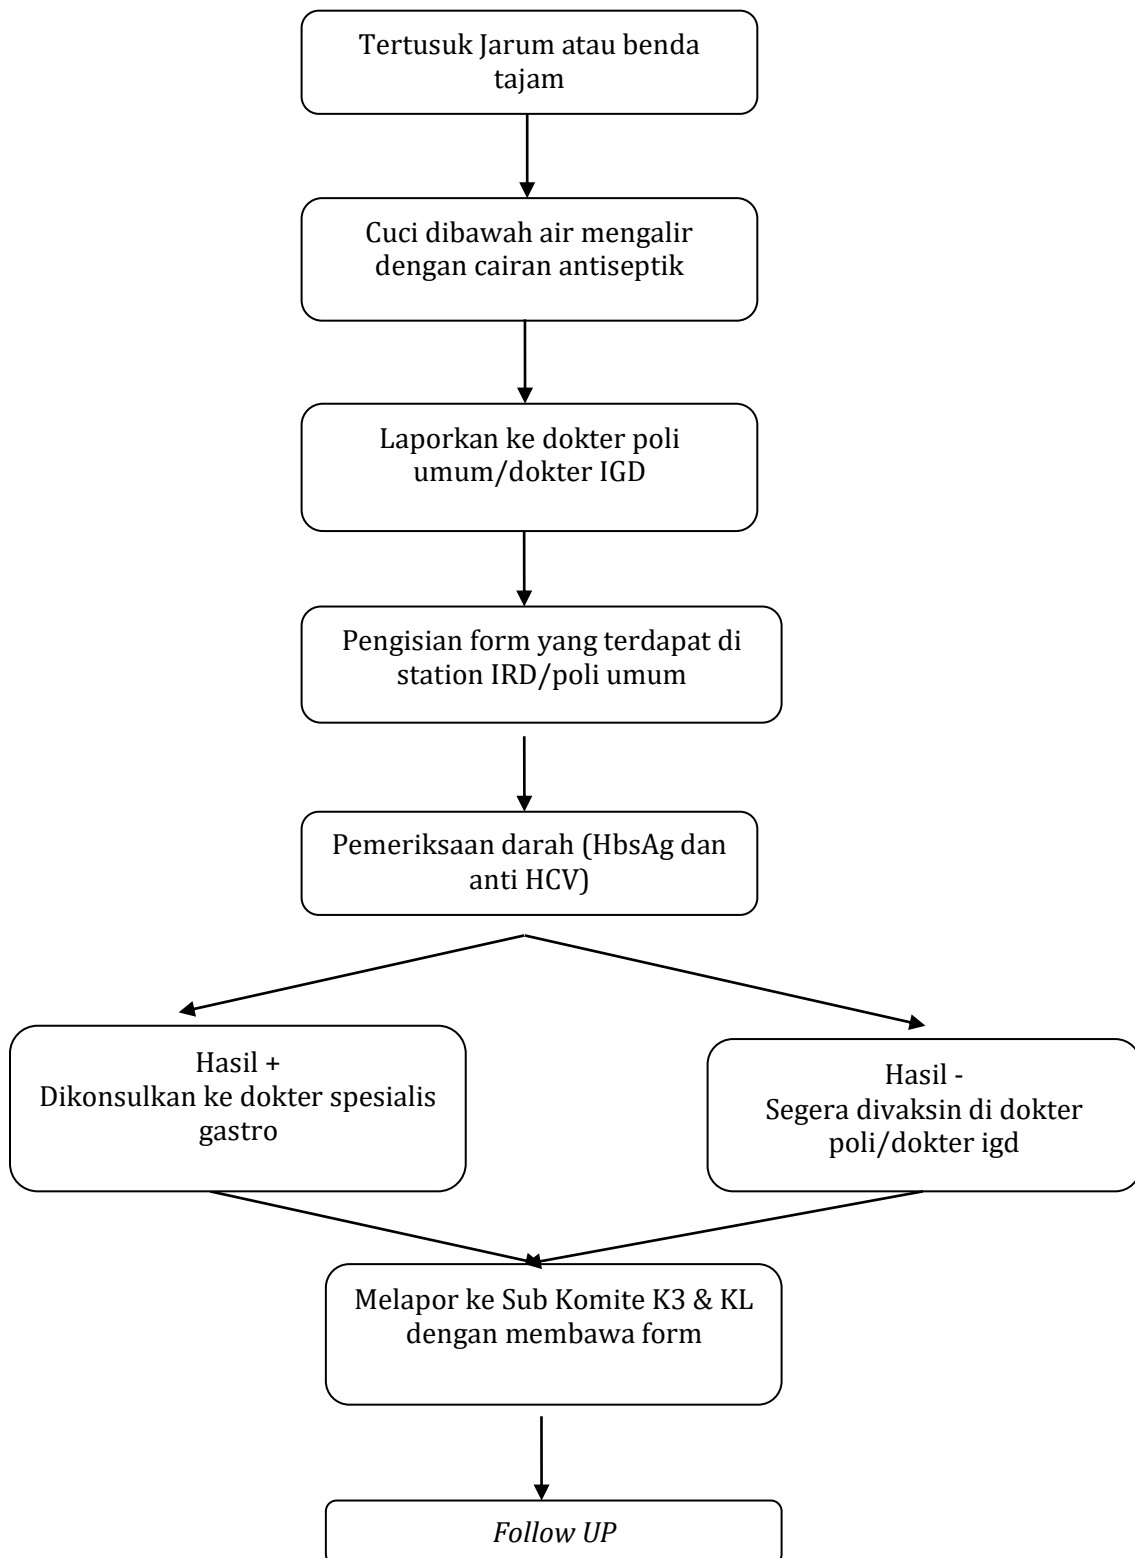 Tertusuk Jarum atau benda
tajam
Cuci dibawah air mengalir
dengan cairan antiseptik
Laporkan ke dokter poli
umum/dokter IGD
Pengisian form yang terdapat di
station IRD/poli umum
Pemeriksaan darah (HbsAg dan
anti HCV)
Hasil +
Dikonsulkan ke dokter spesialis
gastro
Hasil -
Segera divaksin di dokter
poli/dokter igd
Melapor ke Sub Komite K3 & KL
dengan membawa form
Follow UP